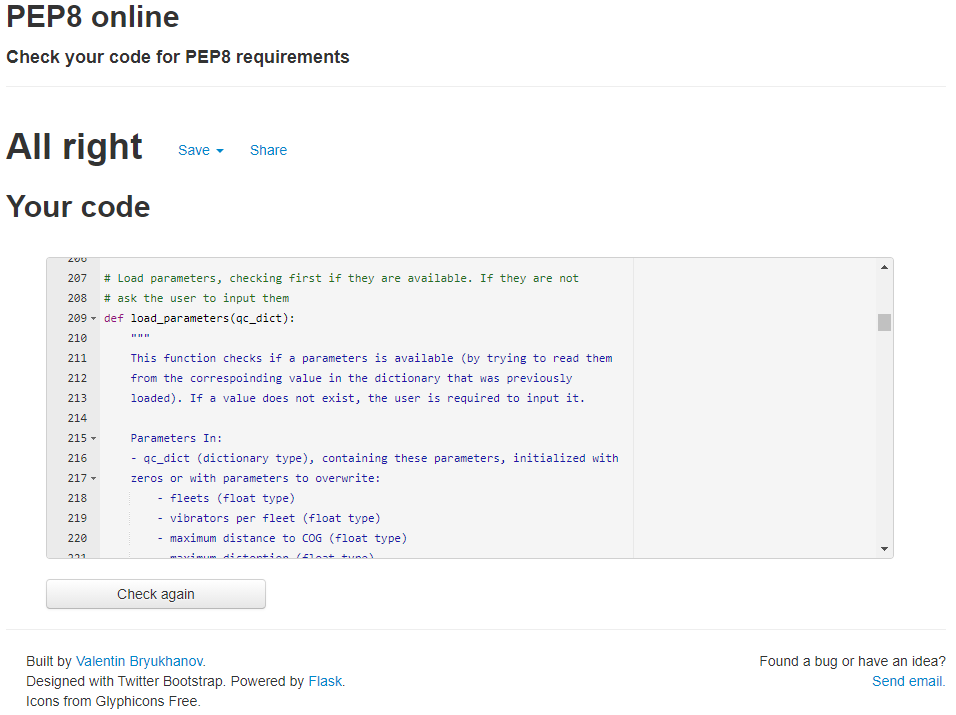 PEP8 online
Check your code for PEP8 requirements
All right Save Share
Your code
206
207 # Load parameters, checking first if they are available. If they are not
208 # ask the user to input them
209 def load_parameters(qc_dict):
210 """
211 This function checks if a parameters is available (by trying to read them
212 from the correspoinding value in the dictionary that was previously
213 loaded). If a value does not exist, the user is required to input it.
214
215 Parameters In:
216 - qc_dict (dictionary type), containing these parameters, initialized with
217 zeros or with parameters to overwrite:
218 - fleets (float type)
219 - vibrators per fleet (float type)
220 - maximum distance to COG (float type)
221 - maximum distortion (float type)
Check again
Built by Valentin Bryukhanov.
Designed with Twitter Bootstrap. Powered by Flask.
Icons from Glyphicons Free.
Found a bug or have an idea?
Send email.